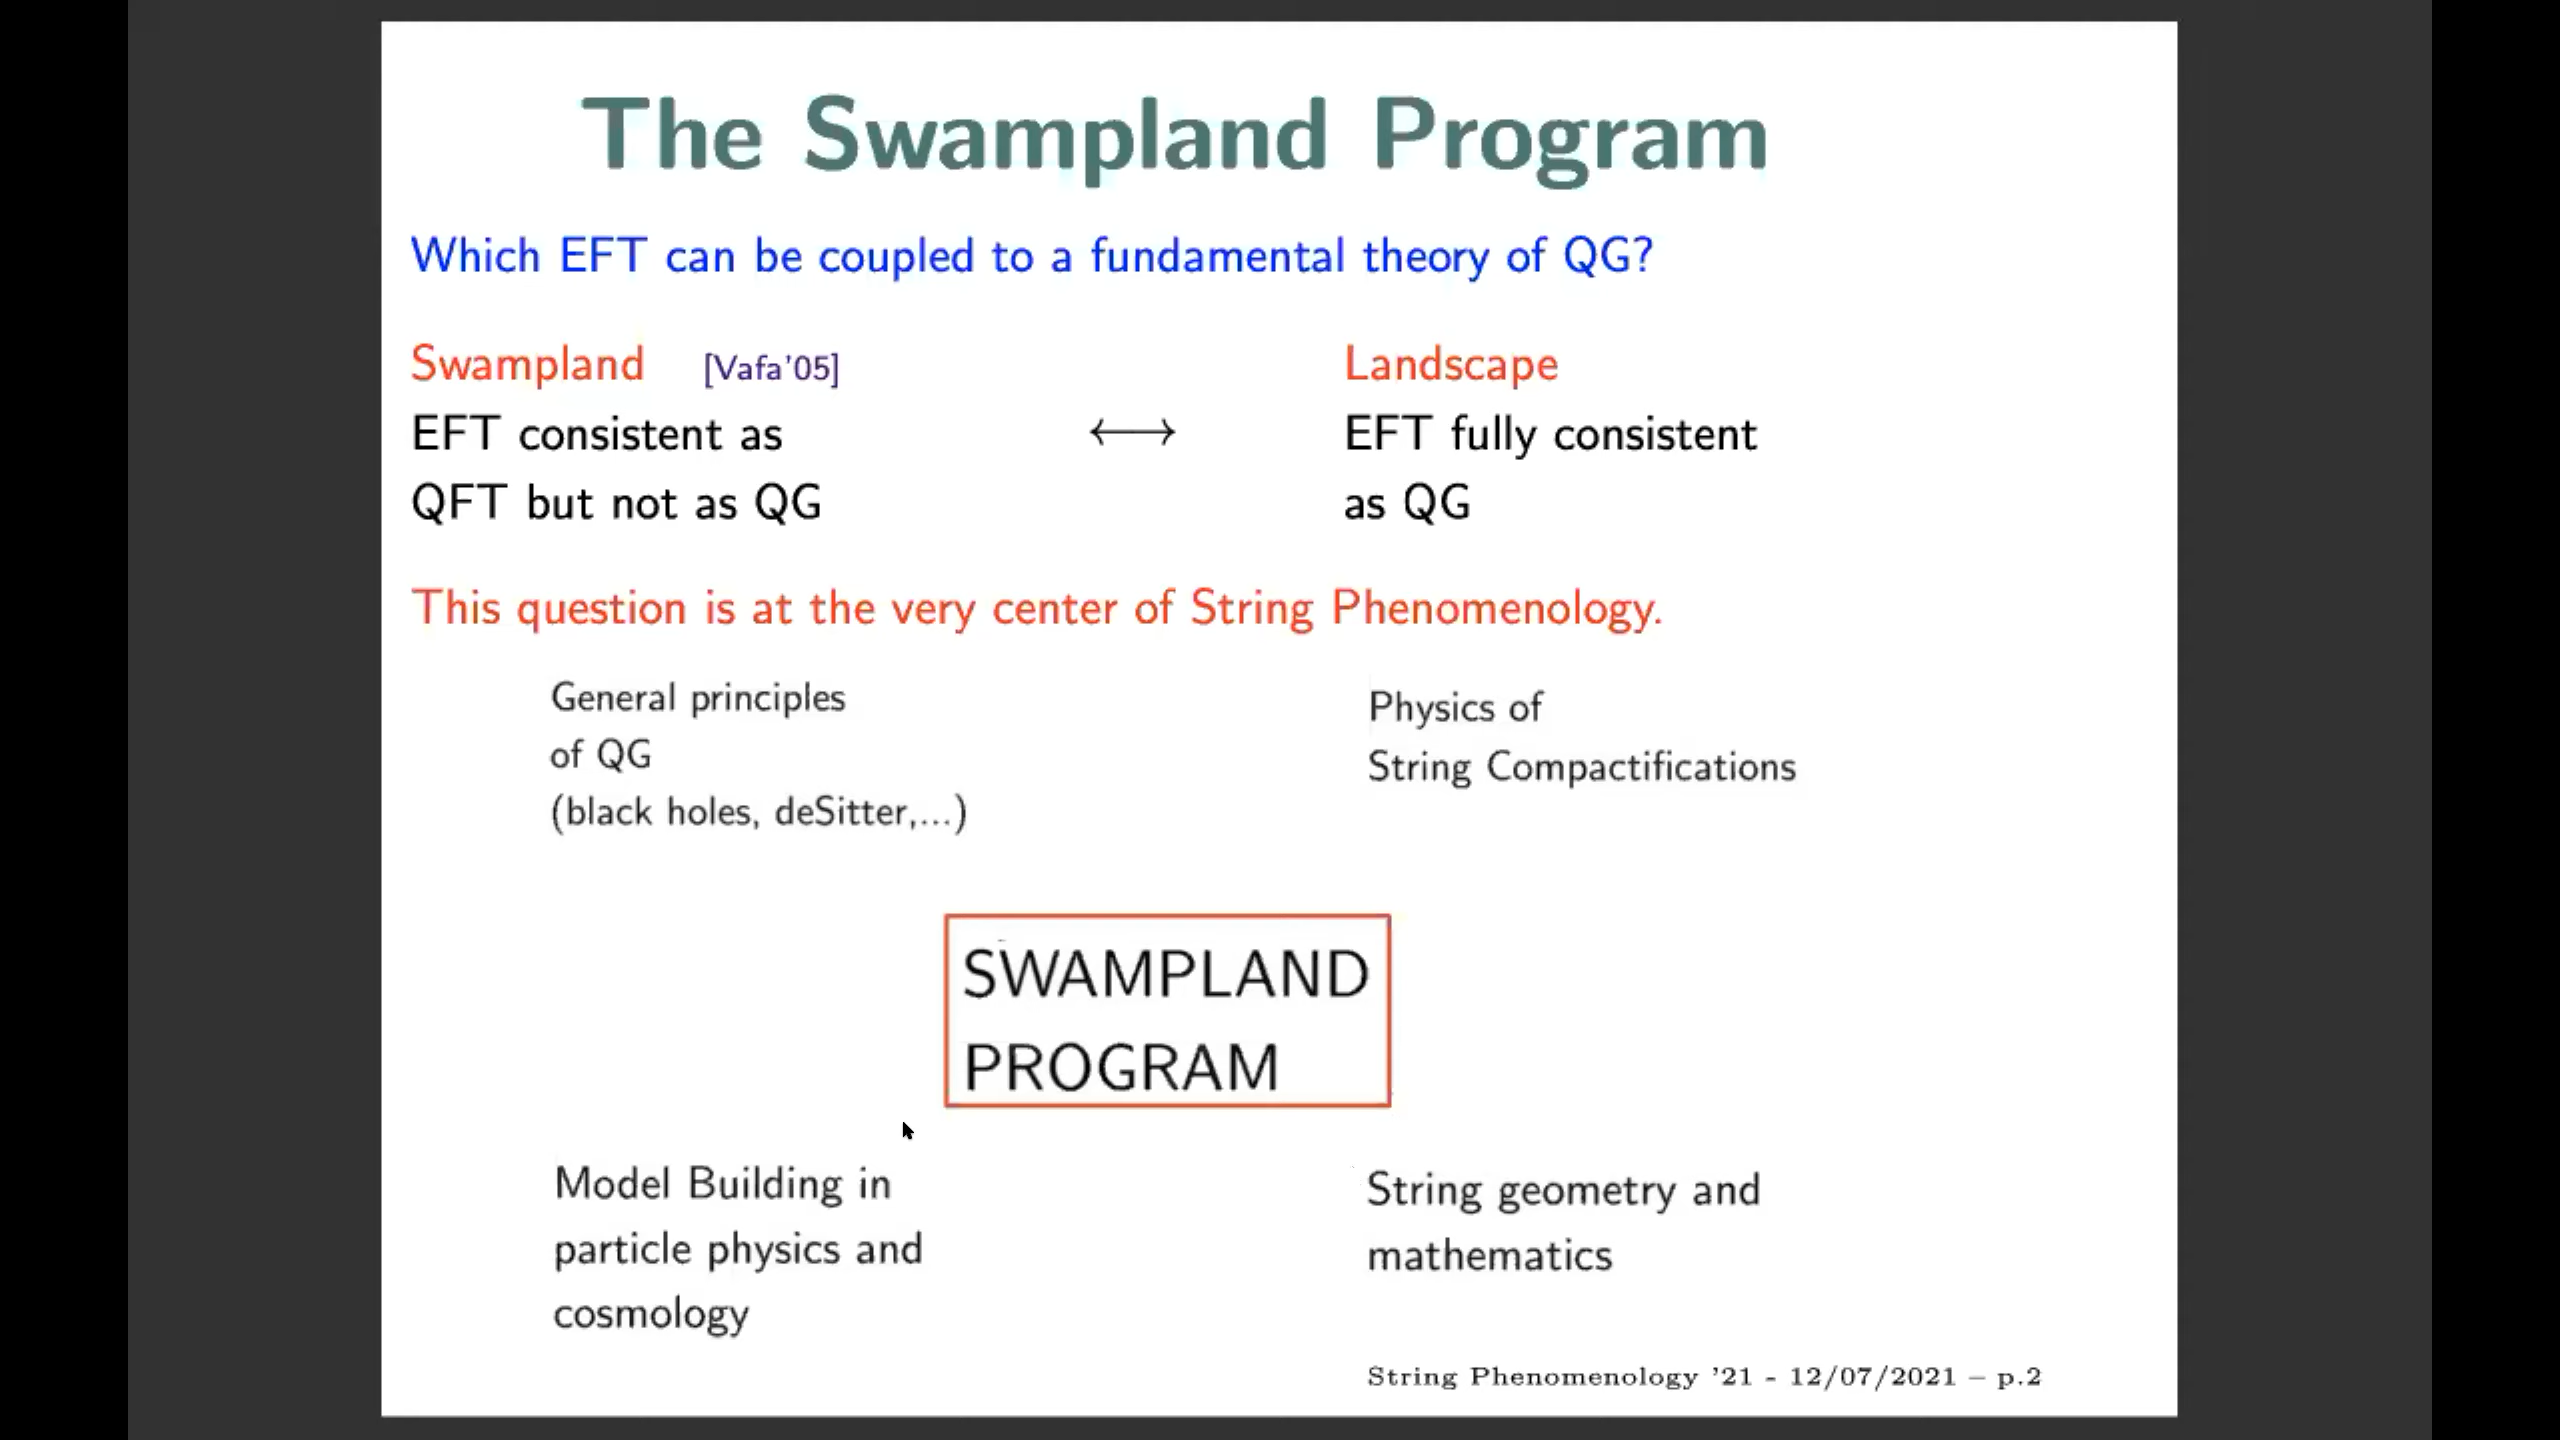 The Swampland Program
Which EFT can be coupled to a fundamental theory of QG?
Swampland [Vafa'05]
EFT consistent as
QFT but not as QG
⟷
Landscape
EFT fully consistent
as QG
This question is at the very center of String Phenomenology.
General principles
of QG
(black holes, deSitter,...)
Physics of
String Compactifications
SWAMPLAND
PROGRAM
Model Building in
particle physics and
cosmology
String geometry and
mathematics
String Phenomenology '21 - 12/07/2021 – p.2